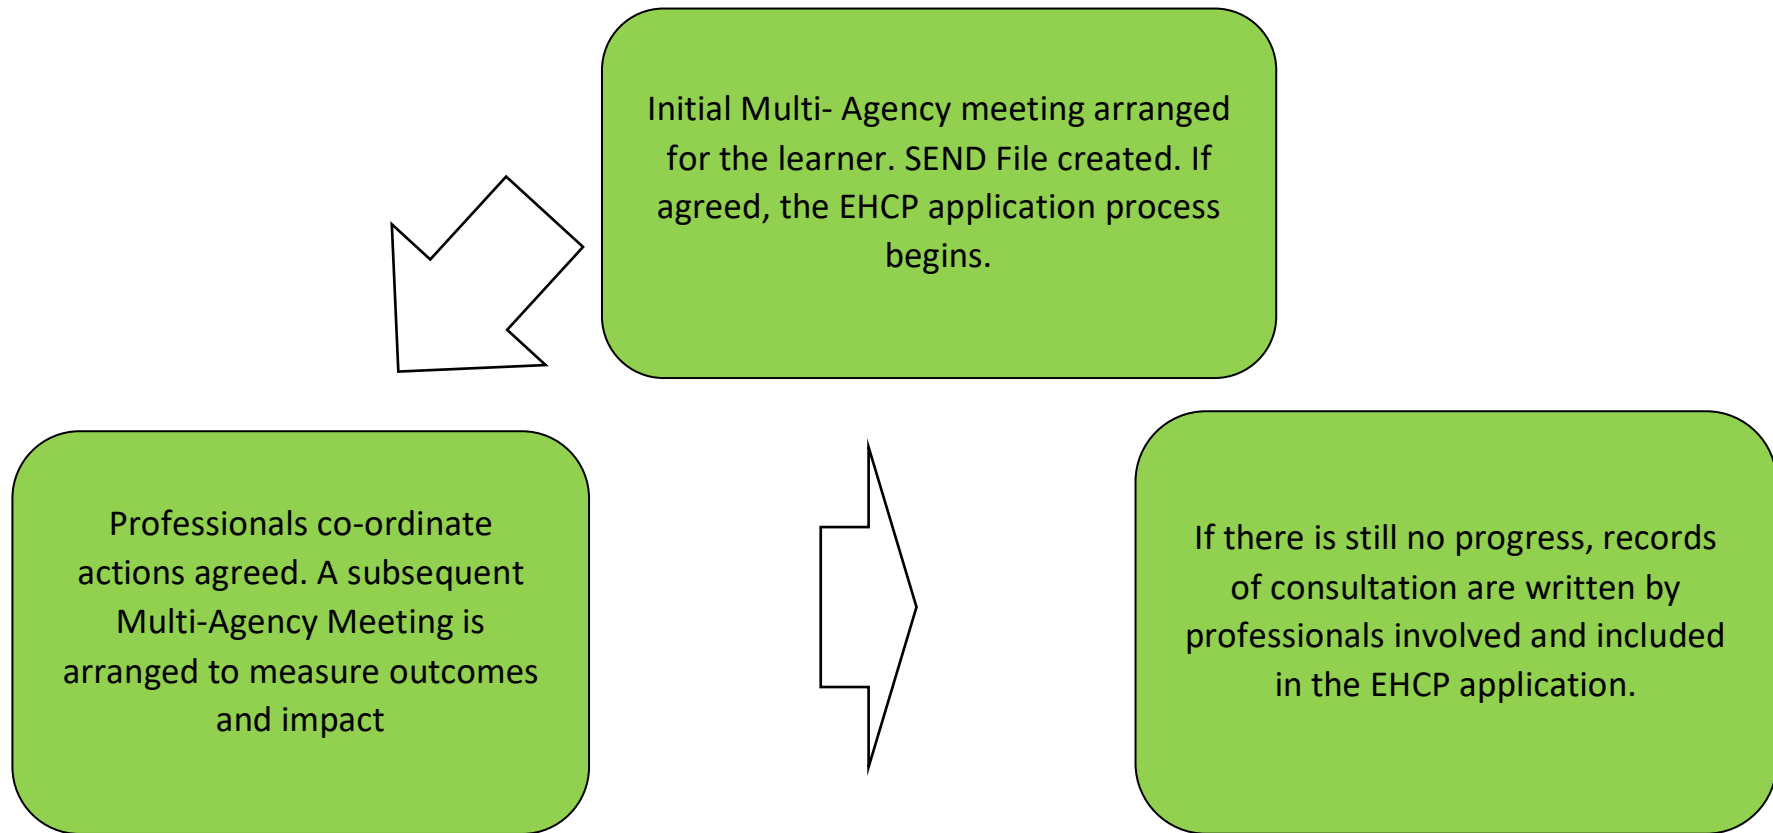 Initial Multi- Agency meeting arranged
for the learner. SEND File created. If
agreed, the EHCP application process
begins.
Professionals co-ordinate
actions agreed. A subsequent
Multi-Agency Meeting is
arranged to measure outcomes
and impact
If there is still no progress, records
of consultation are written by
professionals involved and included
in the EHCP application.